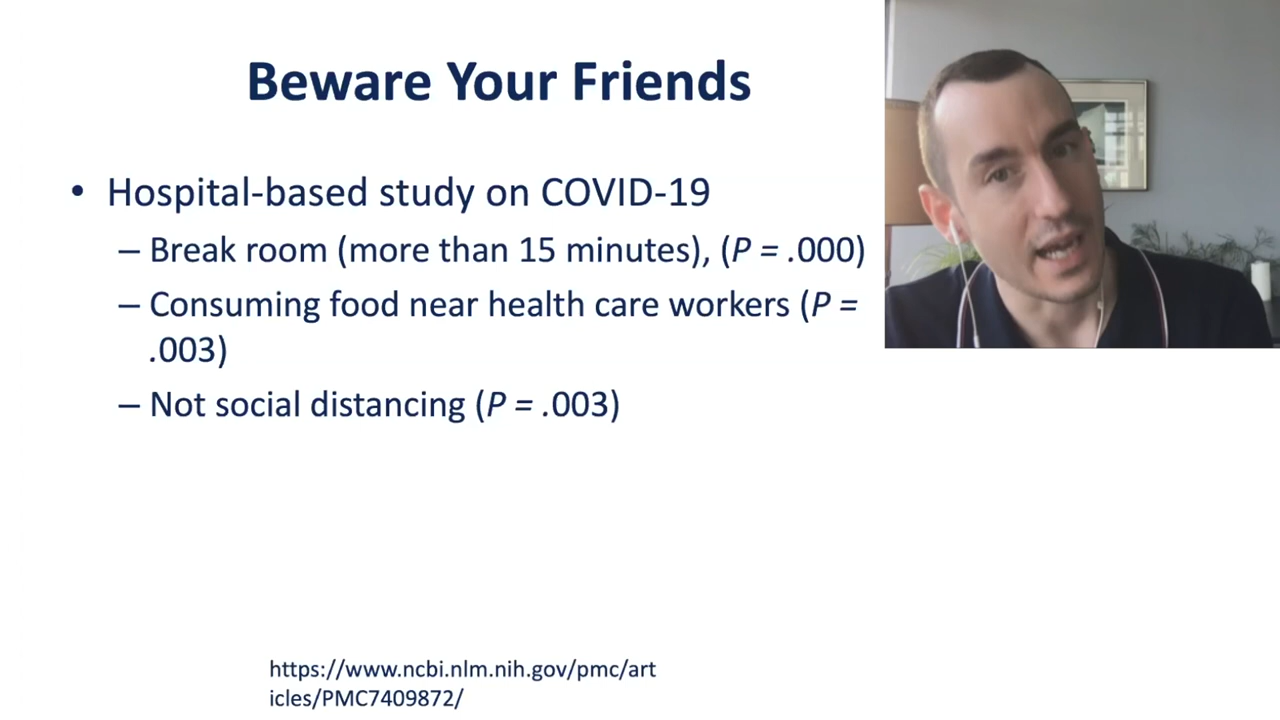 Beware Your Friends
• Hospital-based study on COVID-19
– Break room (more than 15 minutes), (P = .000)
– Consuming food near health care workers (P =
.003)
– Not social distancing (P = .003)
https://www.ncbi.nlm.nih.gov/pmc/art
icles/PMC7409872/